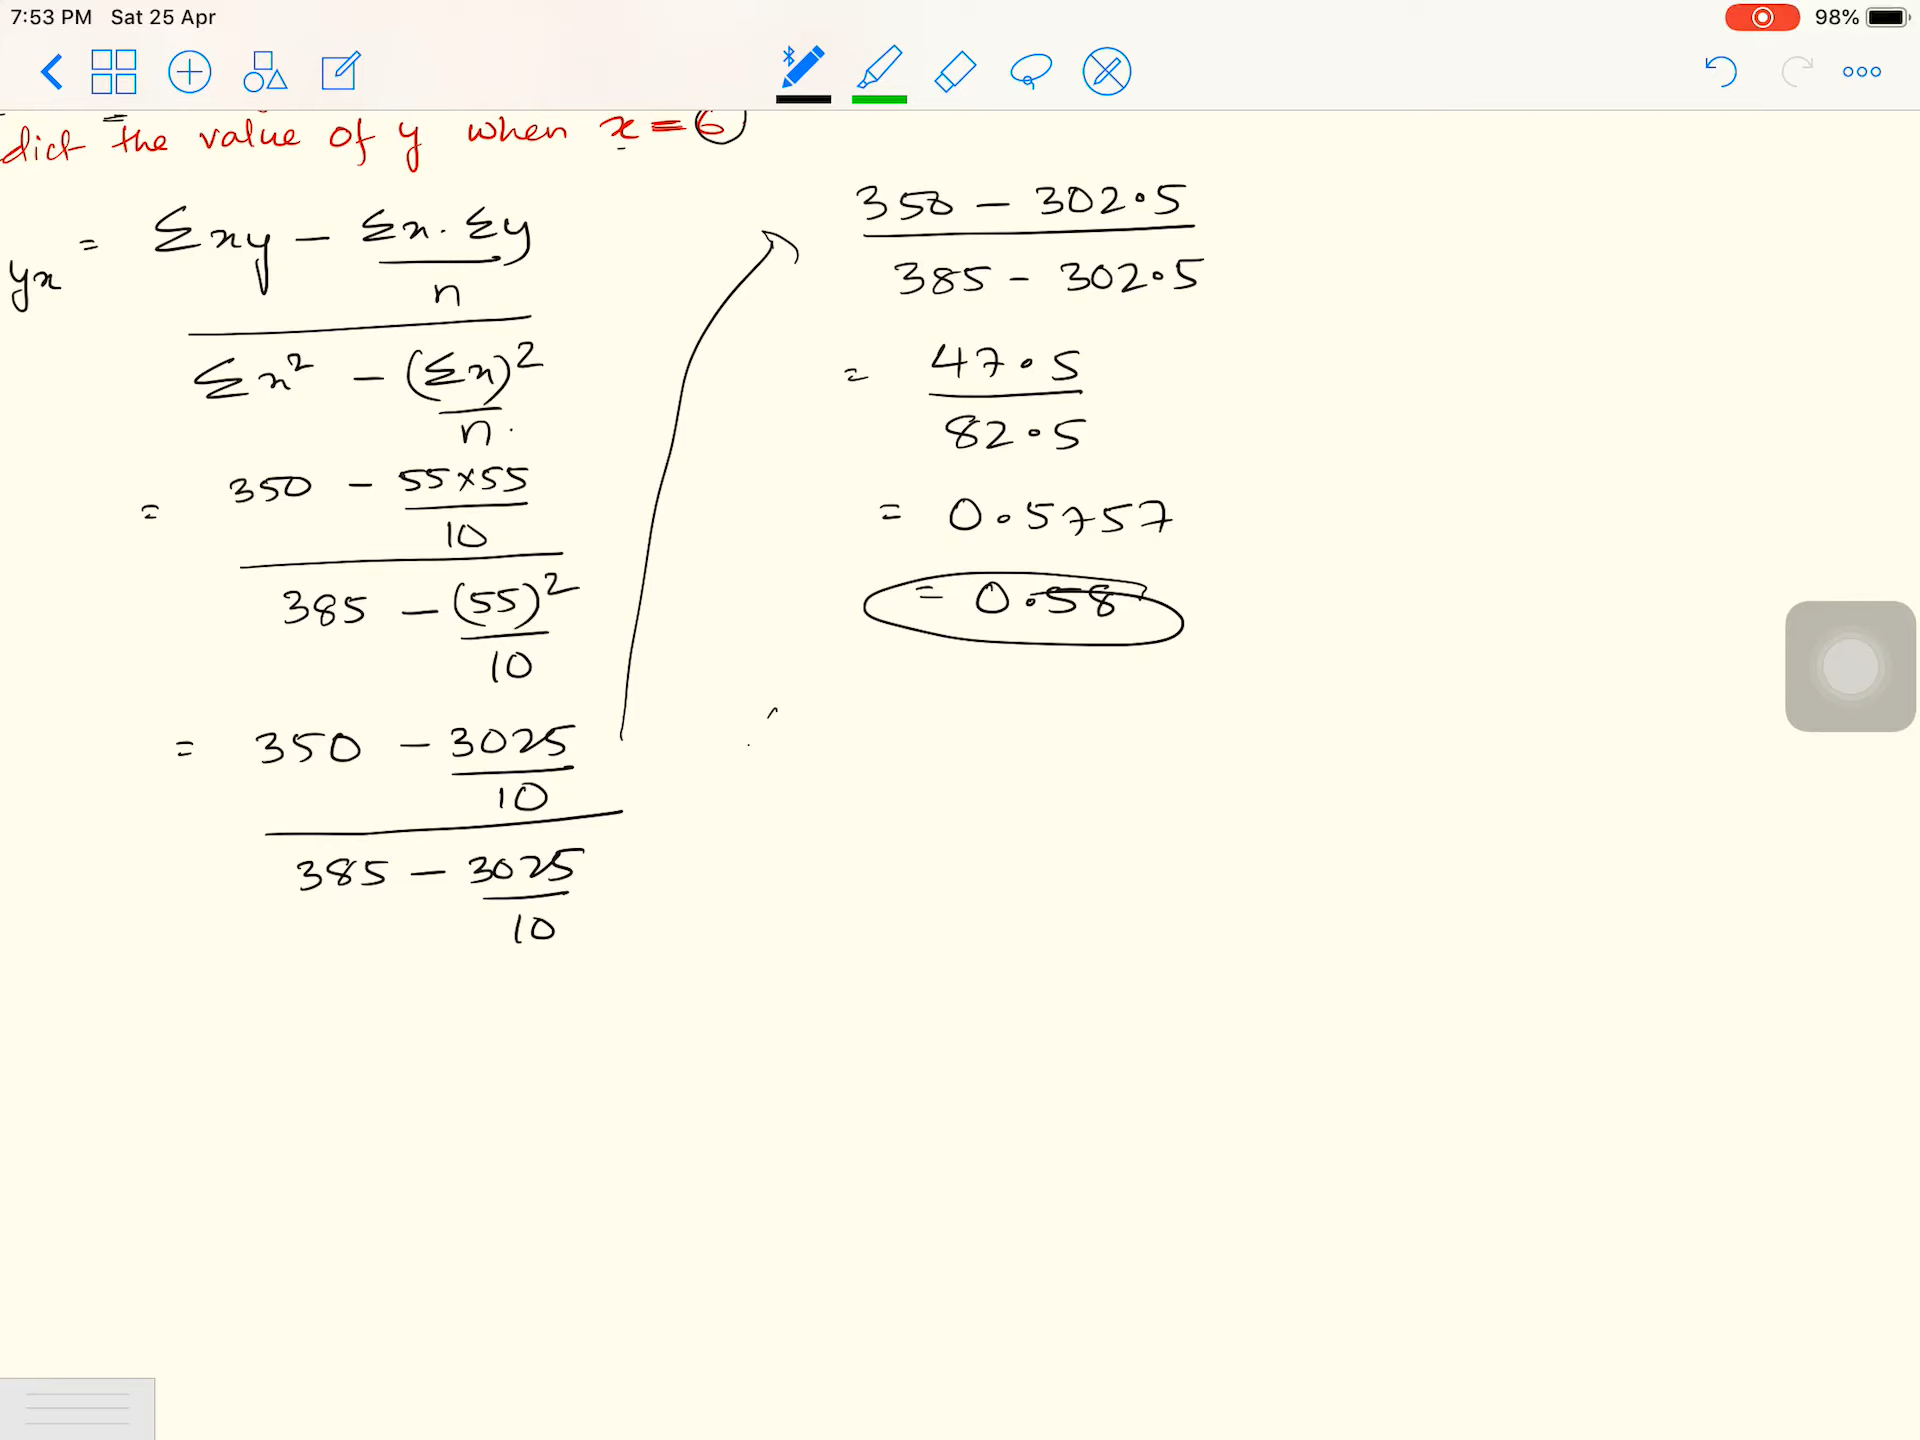 7:53 PM Sat 25 Apr 98%
dict the value of y when x = 6
yx = Σxy - Σx. Σy
n
Σx² - (Σx)²
n.
= 350 - 55×55
10
385 - (55)²
10
= 350 - 3025
10
385 - 3025
10
350 - 302.5
385 - 302.5
= 47.5
82.5
= 0.5757
= 0.58